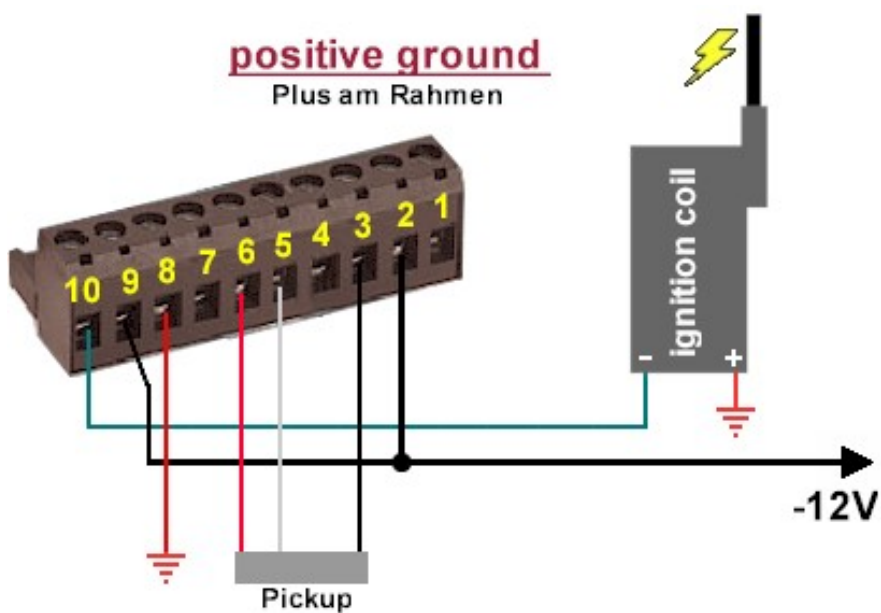 positive ground
Plus am Rahmen
10 9 8 7 6 5 4 3 2 1
ignition coil
- +
-12V
Pickup